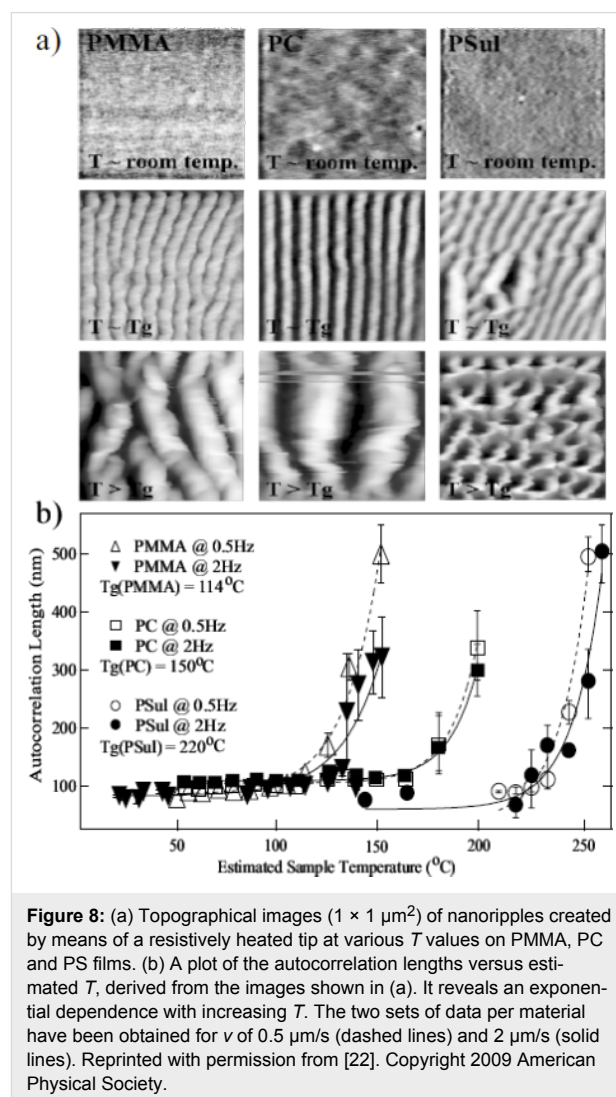 a)
PMMA PC PSul
T ~ room temp. T ~ room temp. T ~ room temp.
T ~ Tg T ~ Tg T ~ Tg
T > Tg T > Tg T > Tg
b)
PMMA @ 0.5Hz
PMMA @ 2Hz
Tg(PMMA) = 114°C
PC @ 0.5Hz
PC @ 2Hz
Tg(PC) = 150°C
PSul @ 0.5Hz
PSul @ 2Hz
Tg(PSul) = 220°C
Autocorrelation Length (nm)
500
400
300
200
100
50 100 150 200 250
Estimated Sample Temperature (°C)
Figure 8: (a) Topographical images (1 × 1 µm²) of nanoripples created
by means of a resistively heated tip at various T values on PMMA, PC
and PS films. (b) A plot of the autocorrelation lengths versus esti-
mated T, derived from the images shown in (a). It reveals an exponen-
tial dependence with increasing T. The two sets of data per material
have been obtained for v of 0.5 µm/s (dashed lines) and 2 µm/s (solid
lines). Reprinted with permission from [22]. Copyright 2009 American
Physical Society.